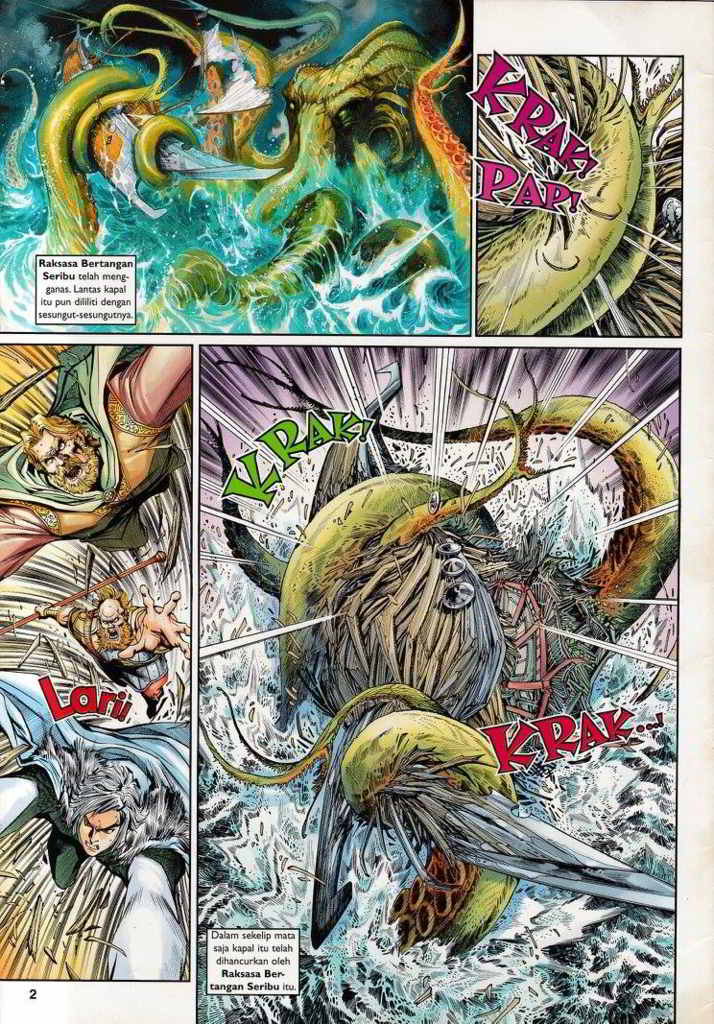 Raksasa Bertangan
Seribu telah meng-
ganas. Lantas kapal
itu pun dililiti dengan
sesungut-sesungutnya.
KRAK!
PAP!
Lari!
KRAK!
KRAK...!
Dalam sekelip mata
saja kapal itu telah
dihancurkan oleh
Raksasa Ber-
tangan Seribu itu.
2